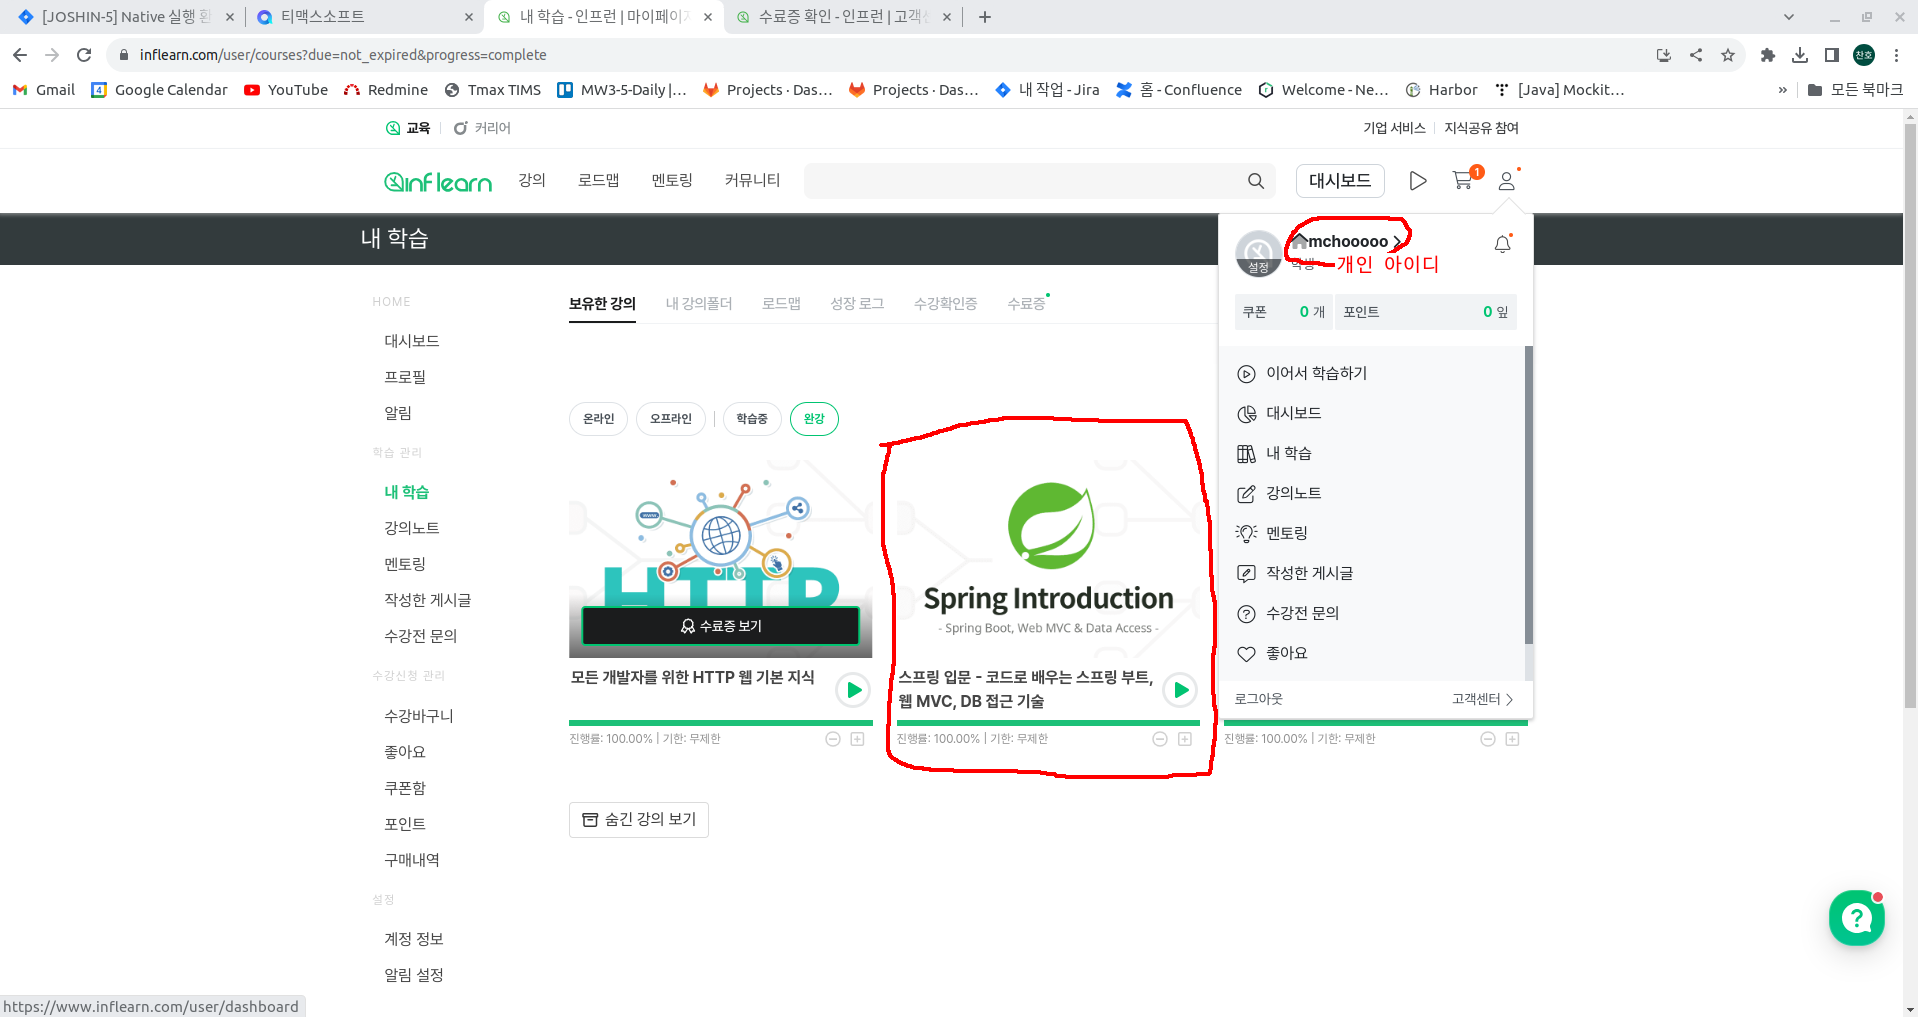 [JOSHIN-5] Native 실행 환
티맥스소프트
내 학습 - 인프런 | 마이페이지
수료증 확인 - 인프런 | 고객
inflearn.com/user/courses?due=not_expired&progress=complete
찬호
Gmail
4
Google Calendar
YouTube
Redmine
Tmax TIMS
MW3-5-Daily |...
Projects · Das...
Projects · Das...
내 작업 - Jira
홈 - Confluence
Welcome - Ne...
Harbor
[Java] Mockit...
»
모든 북마크
교육
커리어
기업 서비스
지식공유 참여
inflearn
강의
로드맵
멘토링
커뮤니티
대시보드
1
내 학습
설정
mchooooo
학생
개인 아이디
쿠폰 0 개
포인트 0 잎
이어서 학습하기
대시보드
내 학습
강의노트
멘토링
작성한 게시글
수강전 문의
좋아요
로그아웃
고객센터
HOME
대시보드
프로필
알림
학습 관리
내 학습
강의노트
멘토링
작성한 게시글
수강전 문의
수강신청 관리
수강바구니
좋아요
쿠폰함
포인트
구매내역
설정
계정 정보
알림 설정
보유한 강의
내 강의폴더
로드맵
성장 로그
수강확인증
수료증
온라인
오프라인
학습중
완강
WWW
HTTP
수료증 보기
모든 개발자를 위한 HTTP 웹 기본 지식
진행률: 100.00% | 기한: 무제한
Spring Introduction
- Spring Boot, Web MVC & Data Access -
스프링 입문 - 코드로 배우는 스프링 부트,
웹 MVC, DB 접근 기술
진행률: 100.00% | 기한: 무제한
진행률: 100.00% | 기한: 무제한
숨긴 강의 보기
https://www.inflearn.com/user/dashboard